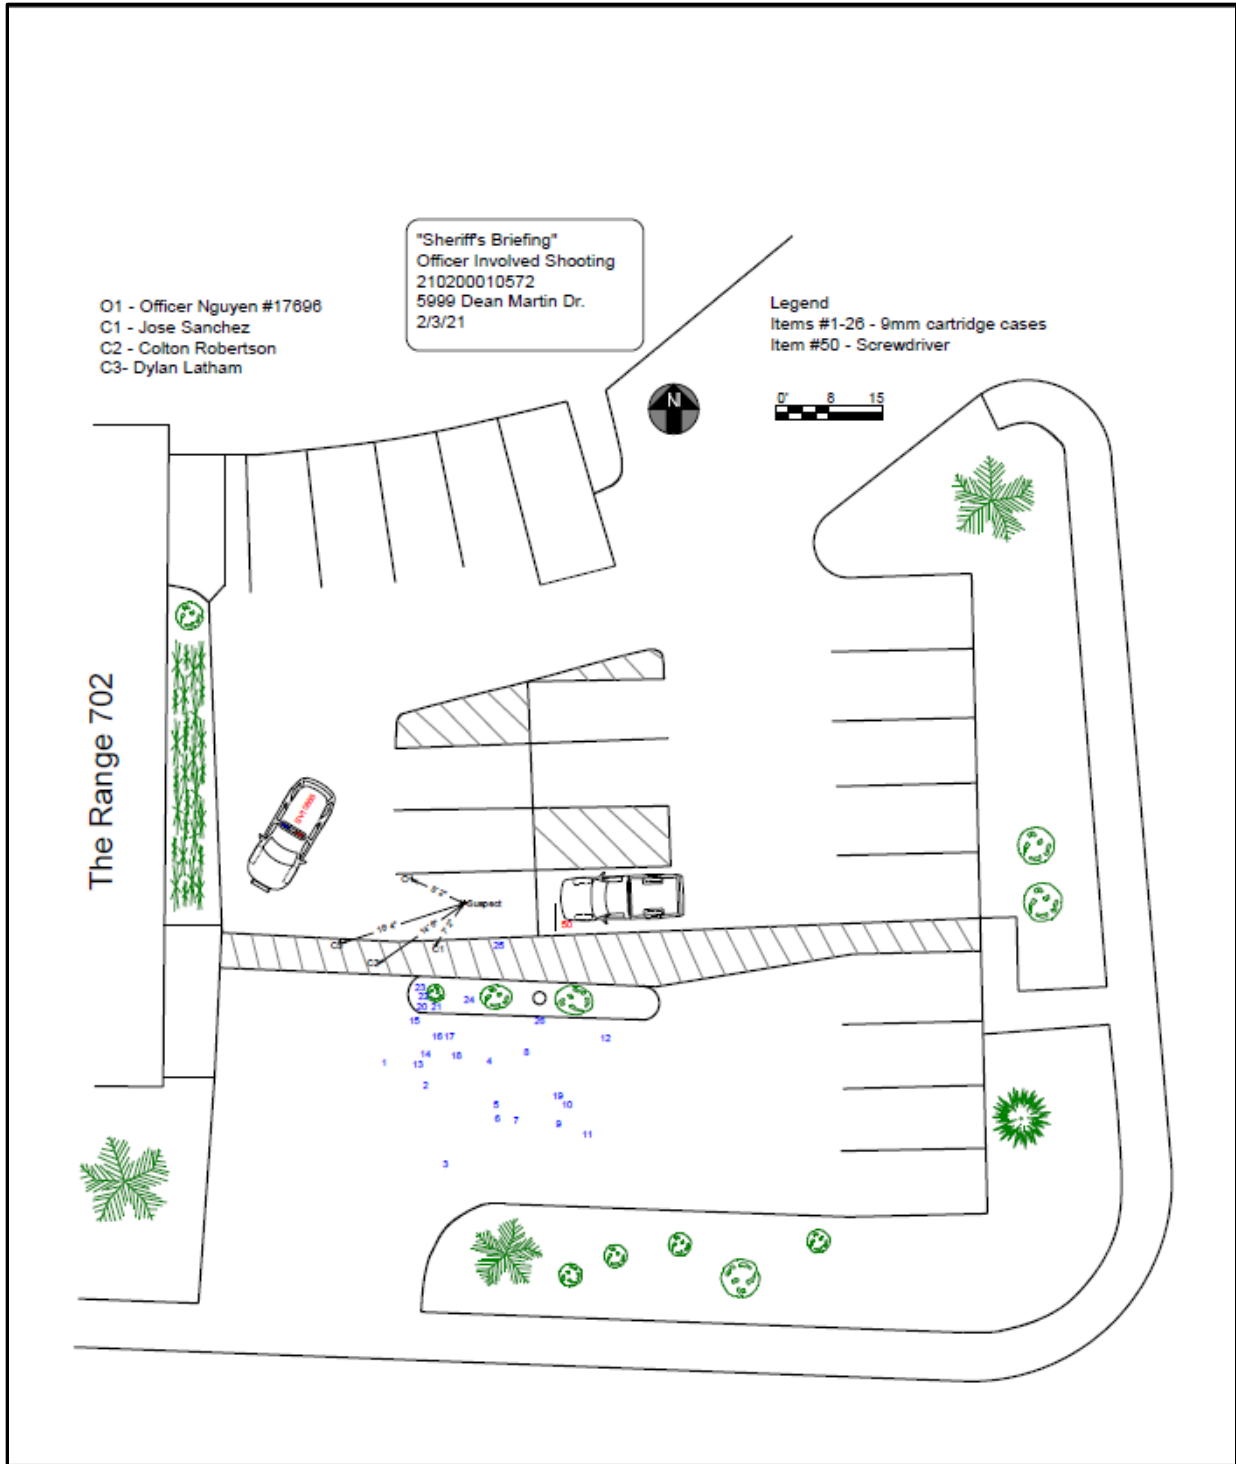 "Sheriff's Briefing"
Officer Involved Shooting
210200010572
5999 Dean Martin Dr.
2/3/21
O1 - Officer Nguyen #17696
C1 - Jose Sanchez
C2 - Colton Robertson
C3- Dylan Latham
Legend
Items #1-26 - 9mm cartridge cases
Item #50 - Screwdriver
N
0' 8 15
The Range 702
5' 2"
Suspect
C1
C2
50
25
23
22
24
20 21
15
26
16 17
12
14
18
8
1
13
4
2
19
5
10
6
7
9
11
3